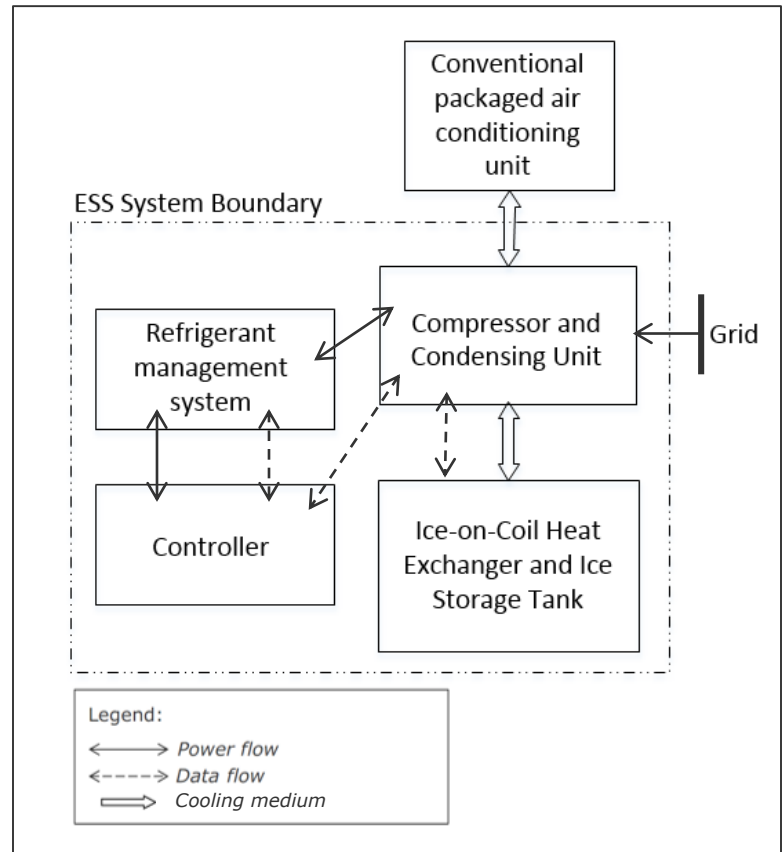 Conventional
packaged air
conditioning
unit
ESS System Boundary
Refrigerant
management
system
Compressor and
Condensing Unit
Grid
Controller
Ice-on-Coil Heat
Exchanger and Ice
Storage Tank
Legend:
Power flow
Data flow
Cooling medium